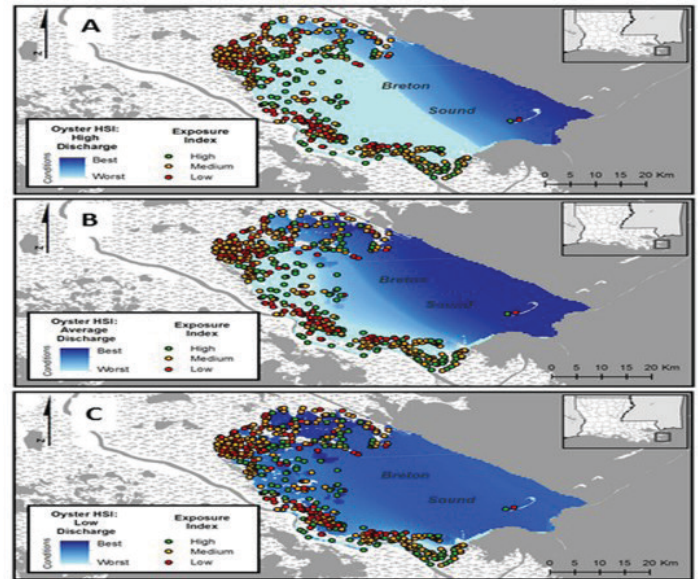 A
Breton
Sound
Oyster HSI:
High
Discharge
Exposure
Index
Conditions
Best
Worst
High
Medium
Low
0 5 10 15 20 Km
B
Breton
Sound
Oyster HSI:
Average
Discharge
Exposure
Index
Conditions
Best
Worst
High
Medium
Low
0 5 10 15 20 Km
C
Breton
Sound
Oyster HSI:
Low
Discharge
Exposure
Index
Conditions
Best
Worst
High
Medium
Low
0 5 10 15 20 Km